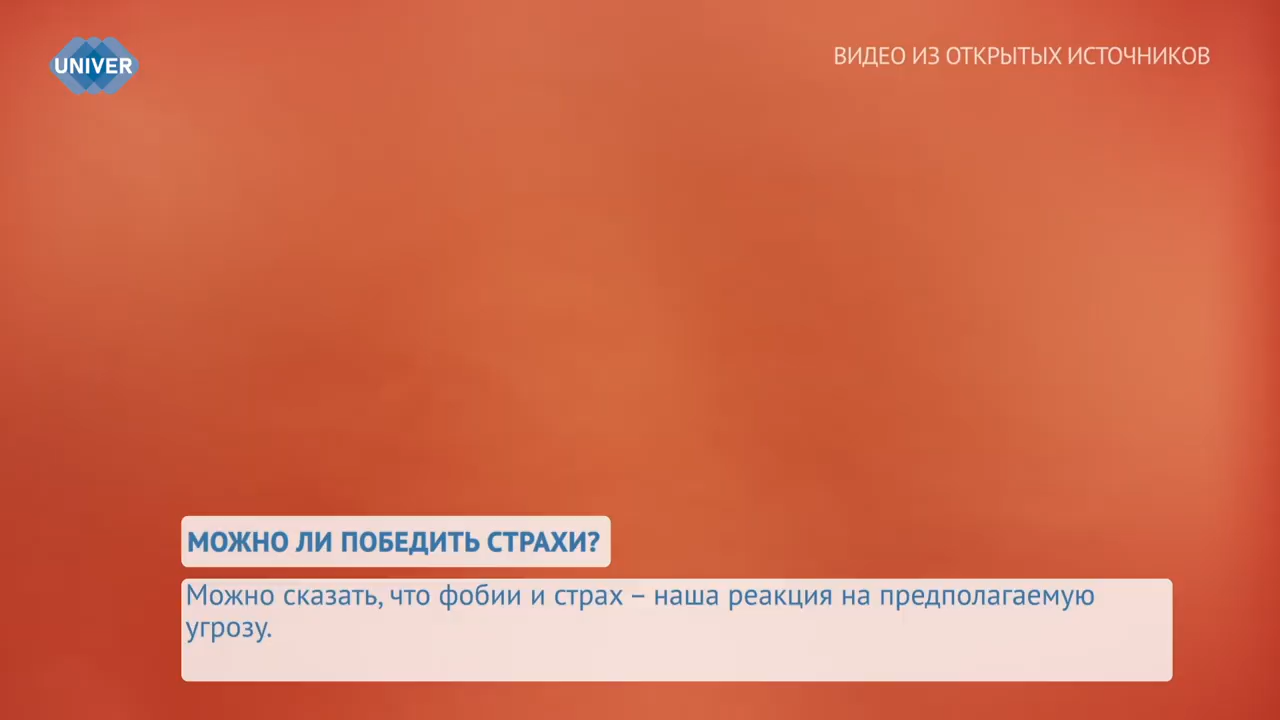 UNIVER
ВИДЕО ИЗ ОТКРЫТЫХ ИСТОЧНИКОВ
МОЖНО ЛИ ПОБЕДИТЬ СТРАХИ?
Можно сказать, что фобии и страх – наша реакция на предполагаемую
угрозу.